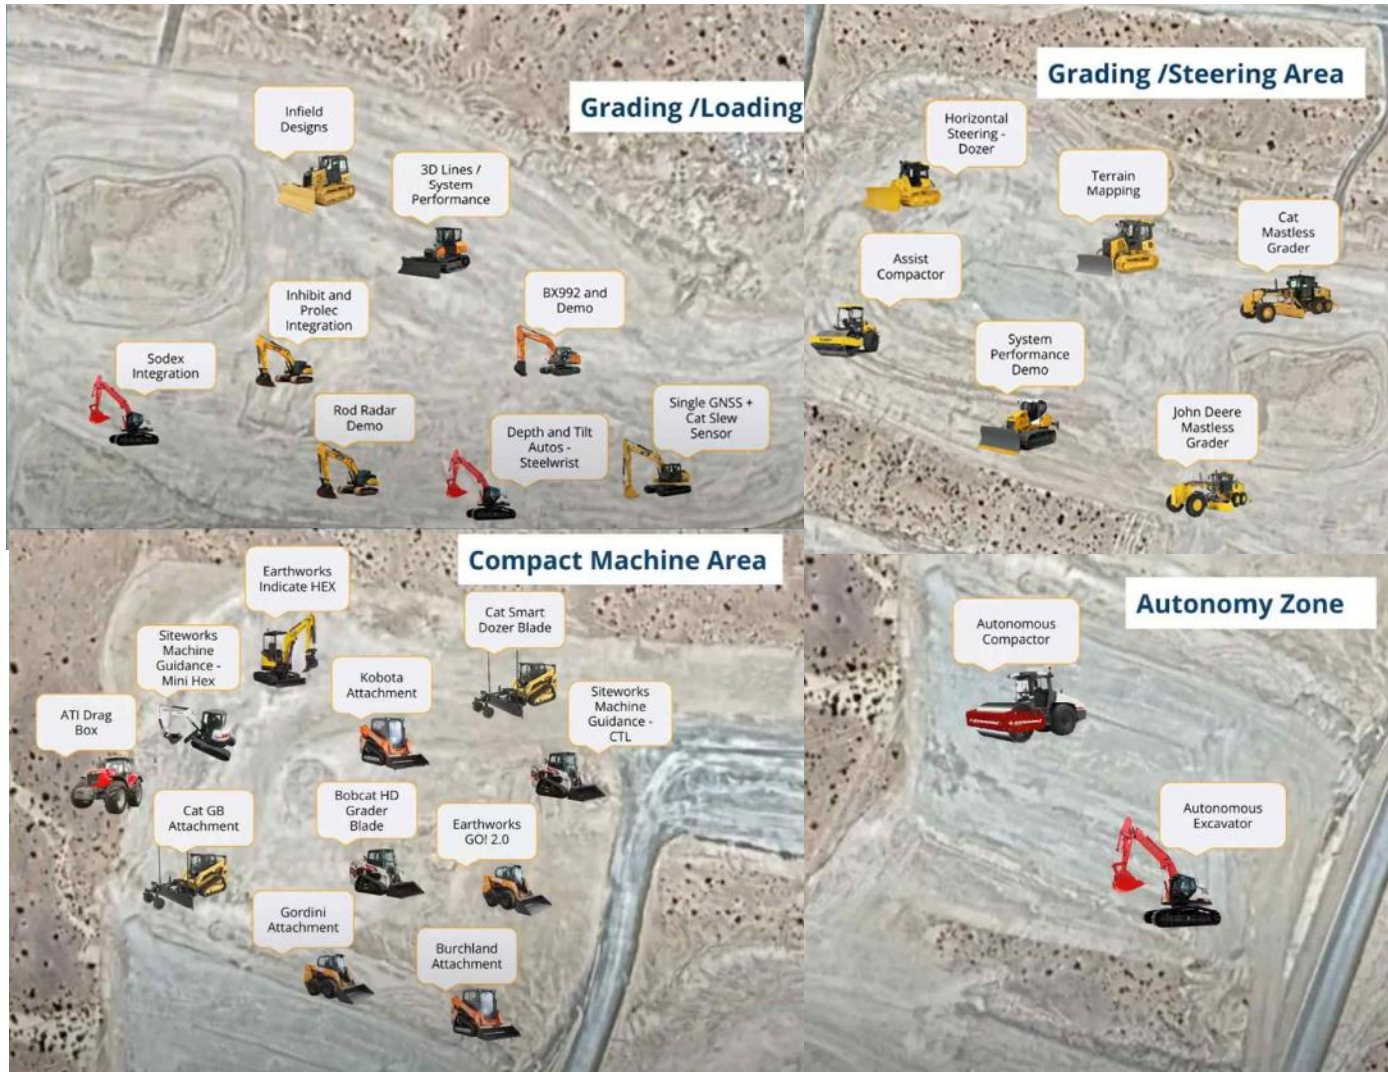 Grading /Loading
Infield
Designs
3D Lines /
System
Performance
Inhibit and
Prolec
Integration
BX992 and
Demo
Sodex
Integration
Rod Radar
Demo
Depth and Tilt
Autos -
Steelwrist
Single GNSS +
Cat Slew
Sensor
Grading /Steering Area
Horizontal
Steering -
Dozer
Terrain
Mapping
Cat
Mastless
Grader
Assist
Compactor
System
Performance
Demo
John Deere
Mastless
Grader
Compact Machine Area
Earthworks
Indicate HEX
Cat Smart
Dozer Blade
Siteworks
Machine
Guidance -
Mini Hex
Kobota
Attachment
Siteworks
Machine
Guidance -
CTL
ATI Drag
Box
Cat GB
Attachment
Bobcat HD
Grader
Blade
Earthworks
GO! 2.0
Gordini
Attachment
Burchland
Attachment
Autonomy Zone
Autonomous
Compactor
Autonomous
Excavator